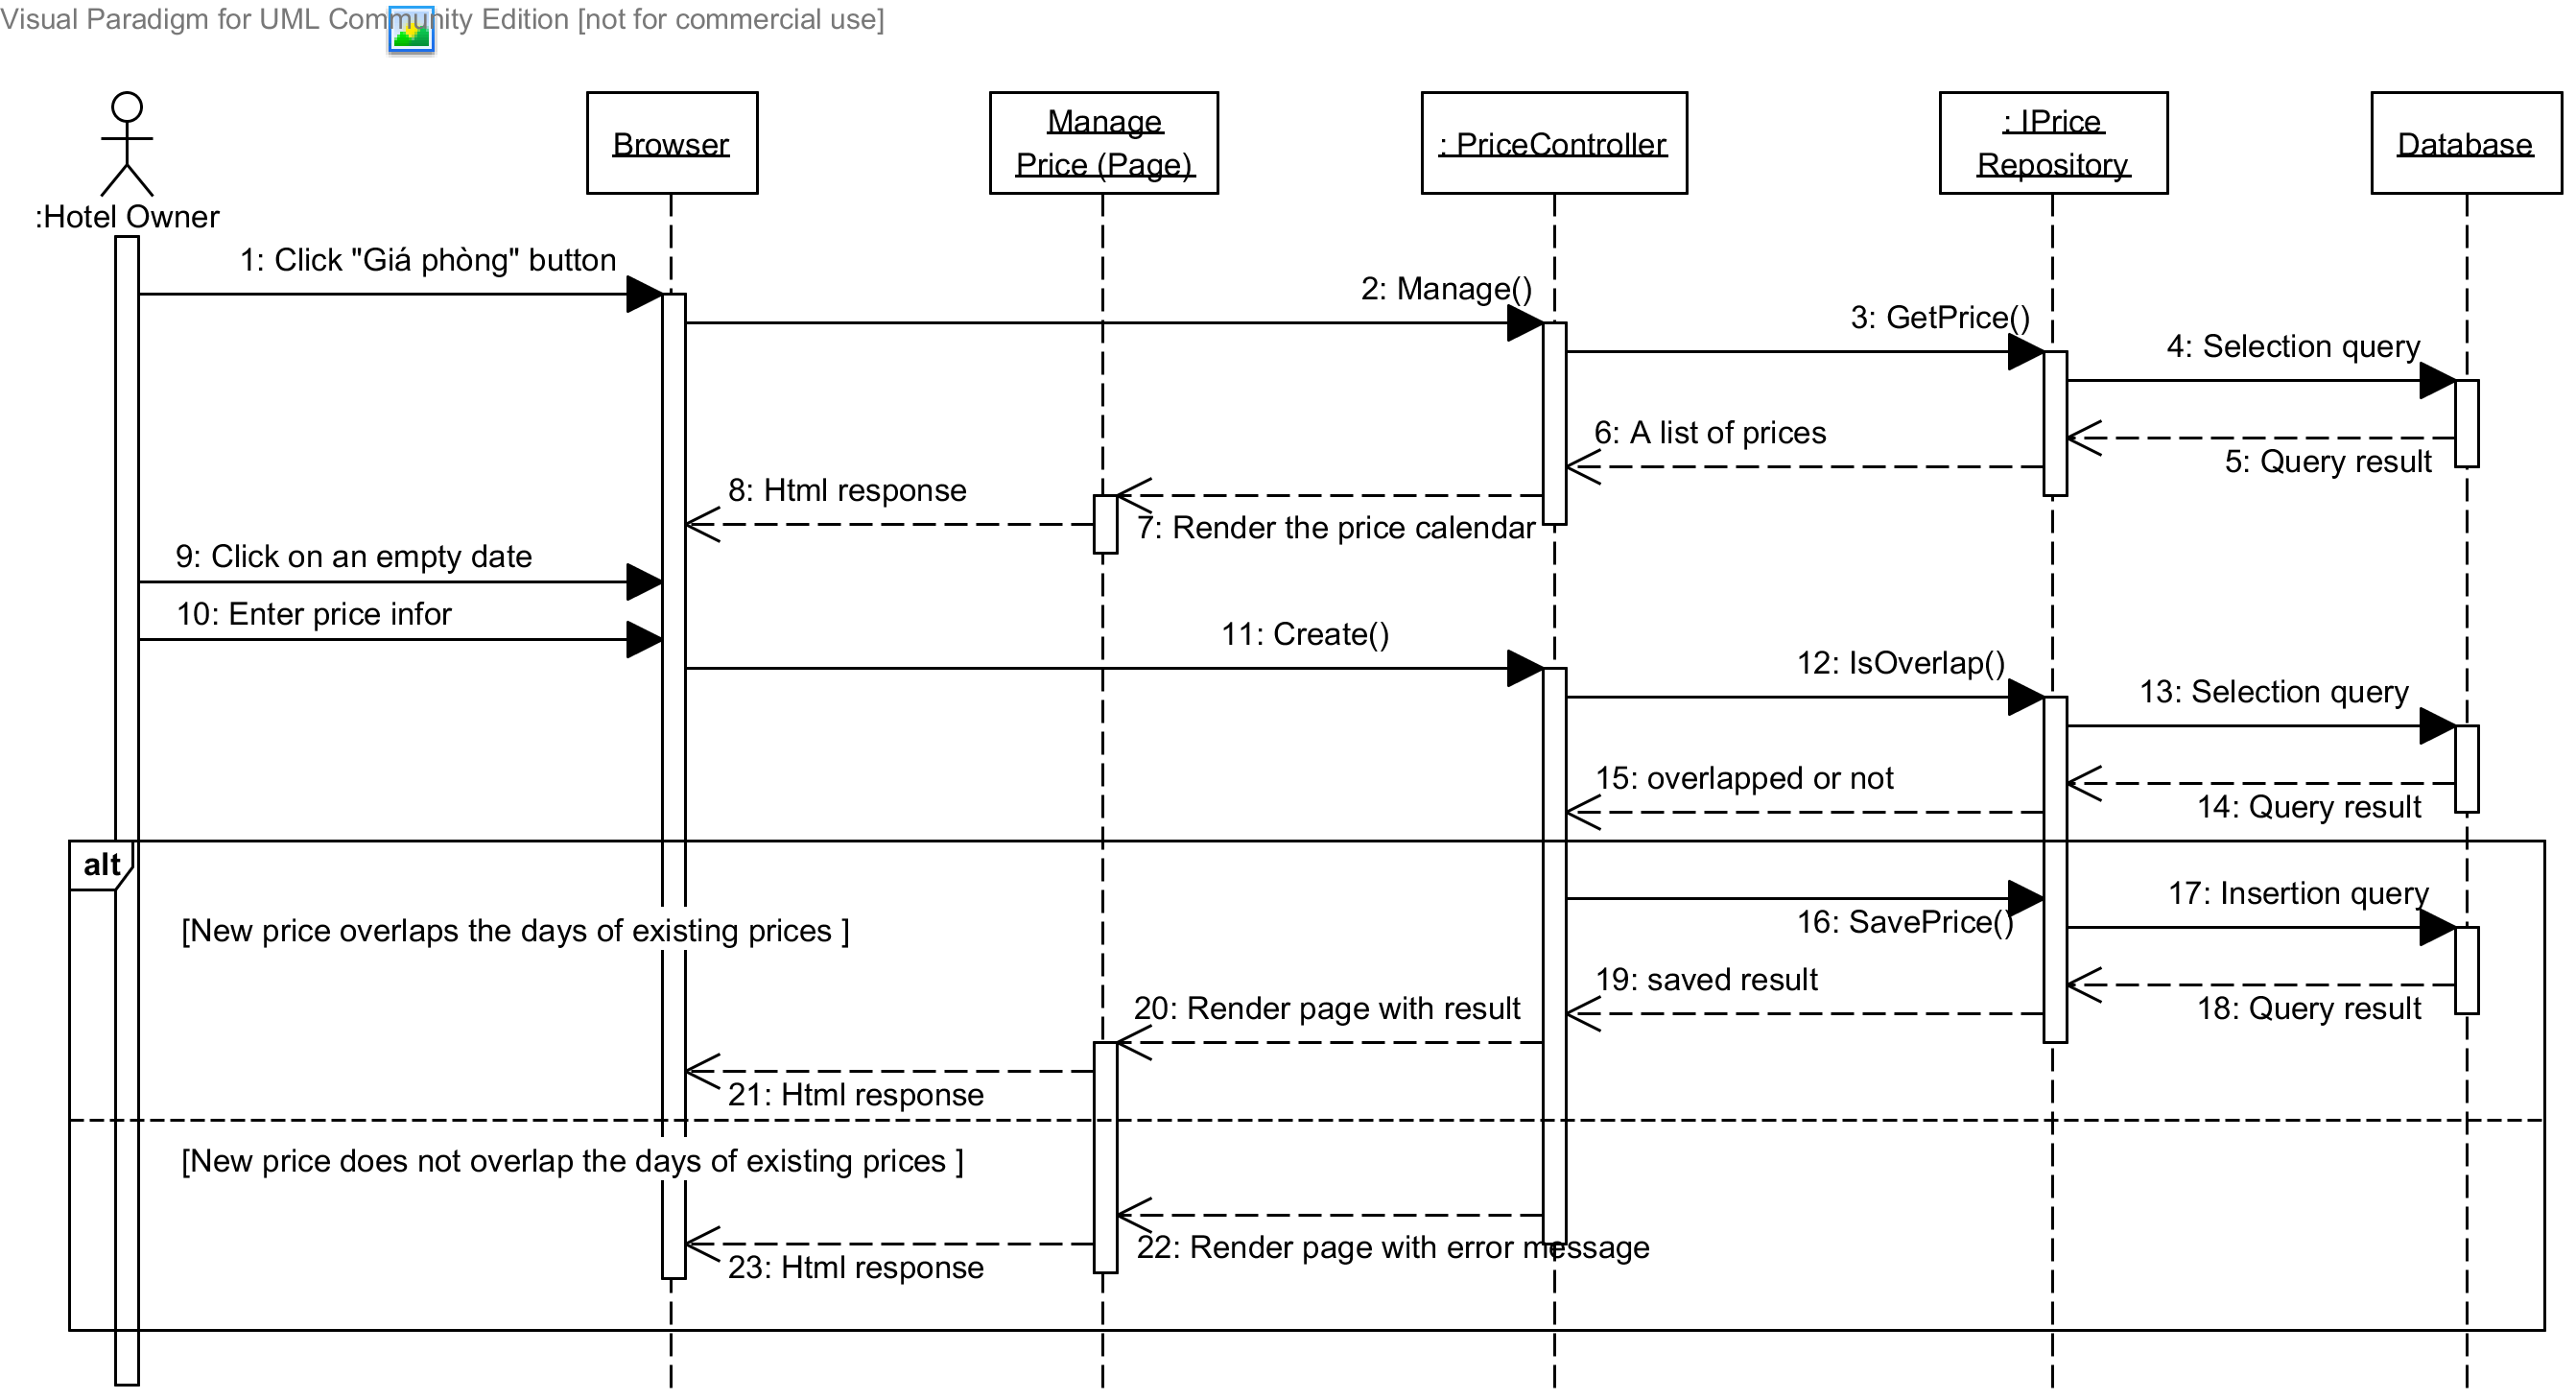 Visual Paradigm for UML Community Edition [not for commercial use]
:Hotel Owner
Browser
Manage
Price (Page)
: PriceController
: IPrice
Repository
Database
1: Click "Giá phòng" button
2: Manage()
3: GetPrice()
4: Selection query
5: Query result
6: A list of prices
7: Render the price calendar
8: Html response
9: Click on an empty date
10: Enter price infor
11: Create()
12: IsOverlap()
13: Selection query
14: Query result
15: overlapped or not
alt
[New price overlaps the days of existing prices ]
16: SavePrice()
17: Insertion query
18: Query result
19: saved result
20: Render page with result
21: Html response
[New price does not overlap the days of existing prices ]
22: Render page with error message
23: Html response